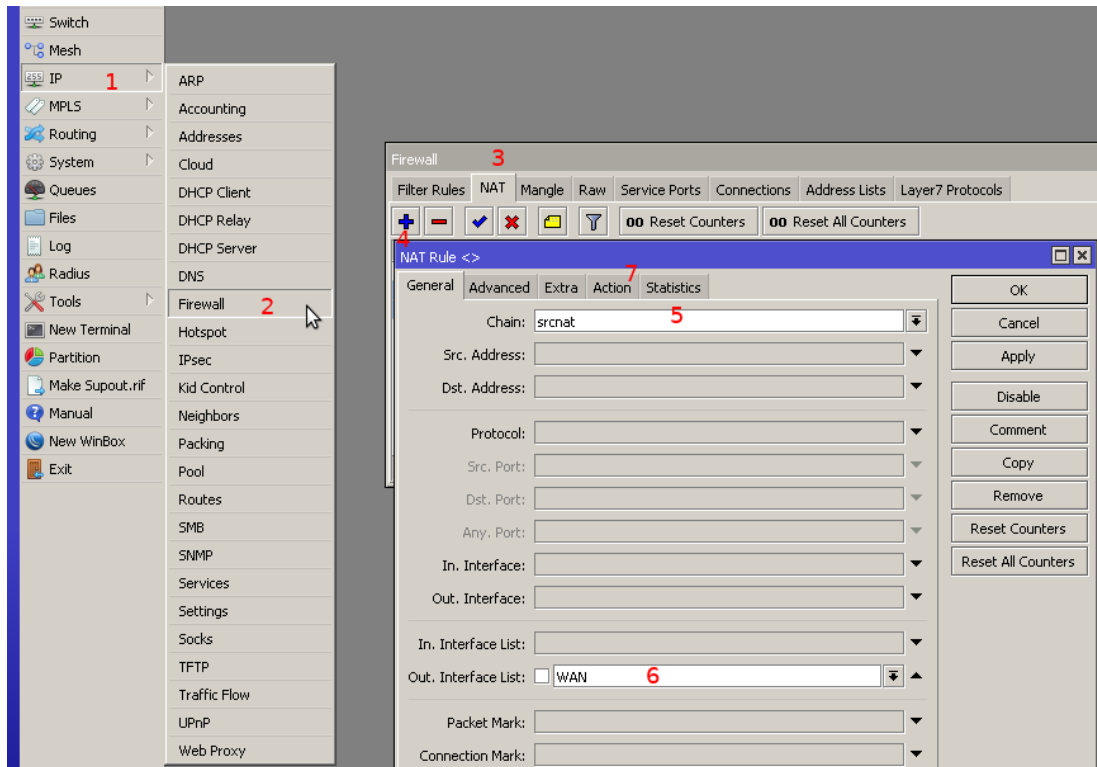 Switch
Mesh
IP 1
MPLS
Routing
System
Queues
Files
Log
Radius
Tools
New Terminal
Partition
Make Supout.rif
Manual
New WinBox
Exit
ARP
Accounting
Addresses
Cloud
DHCP Client
DHCP Relay
DHCP Server
DNS
Firewall 2
Hotspot
IPsec
Kid Control
Neighbors
Packing
Pool
Routes
SMB
SNMP
Services
Settings
Socks
TFTP
Traffic Flow
UPnP
Web Proxy
Firewall 3
Filter Rules NAT Mangle Raw Service Ports Connections Address Lists Layer7 Protocols
00 Reset Counters 00 Reset All Counters
4
NAT Rule <> 7
General Advanced Extra Action Statistics
Chain: srcnat 5
Src. Address:
Dst. Address:
Protocol:
Src. Port:
Dst. Port:
Any. Port:
In. Interface:
Out. Interface:
In. Interface List:
Out. Interface List: WAN 6
Packet Mark:
Connection Mark:
OK
Cancel
Apply
Disable
Comment
Copy
Remove
Reset Counters
Reset All Counters